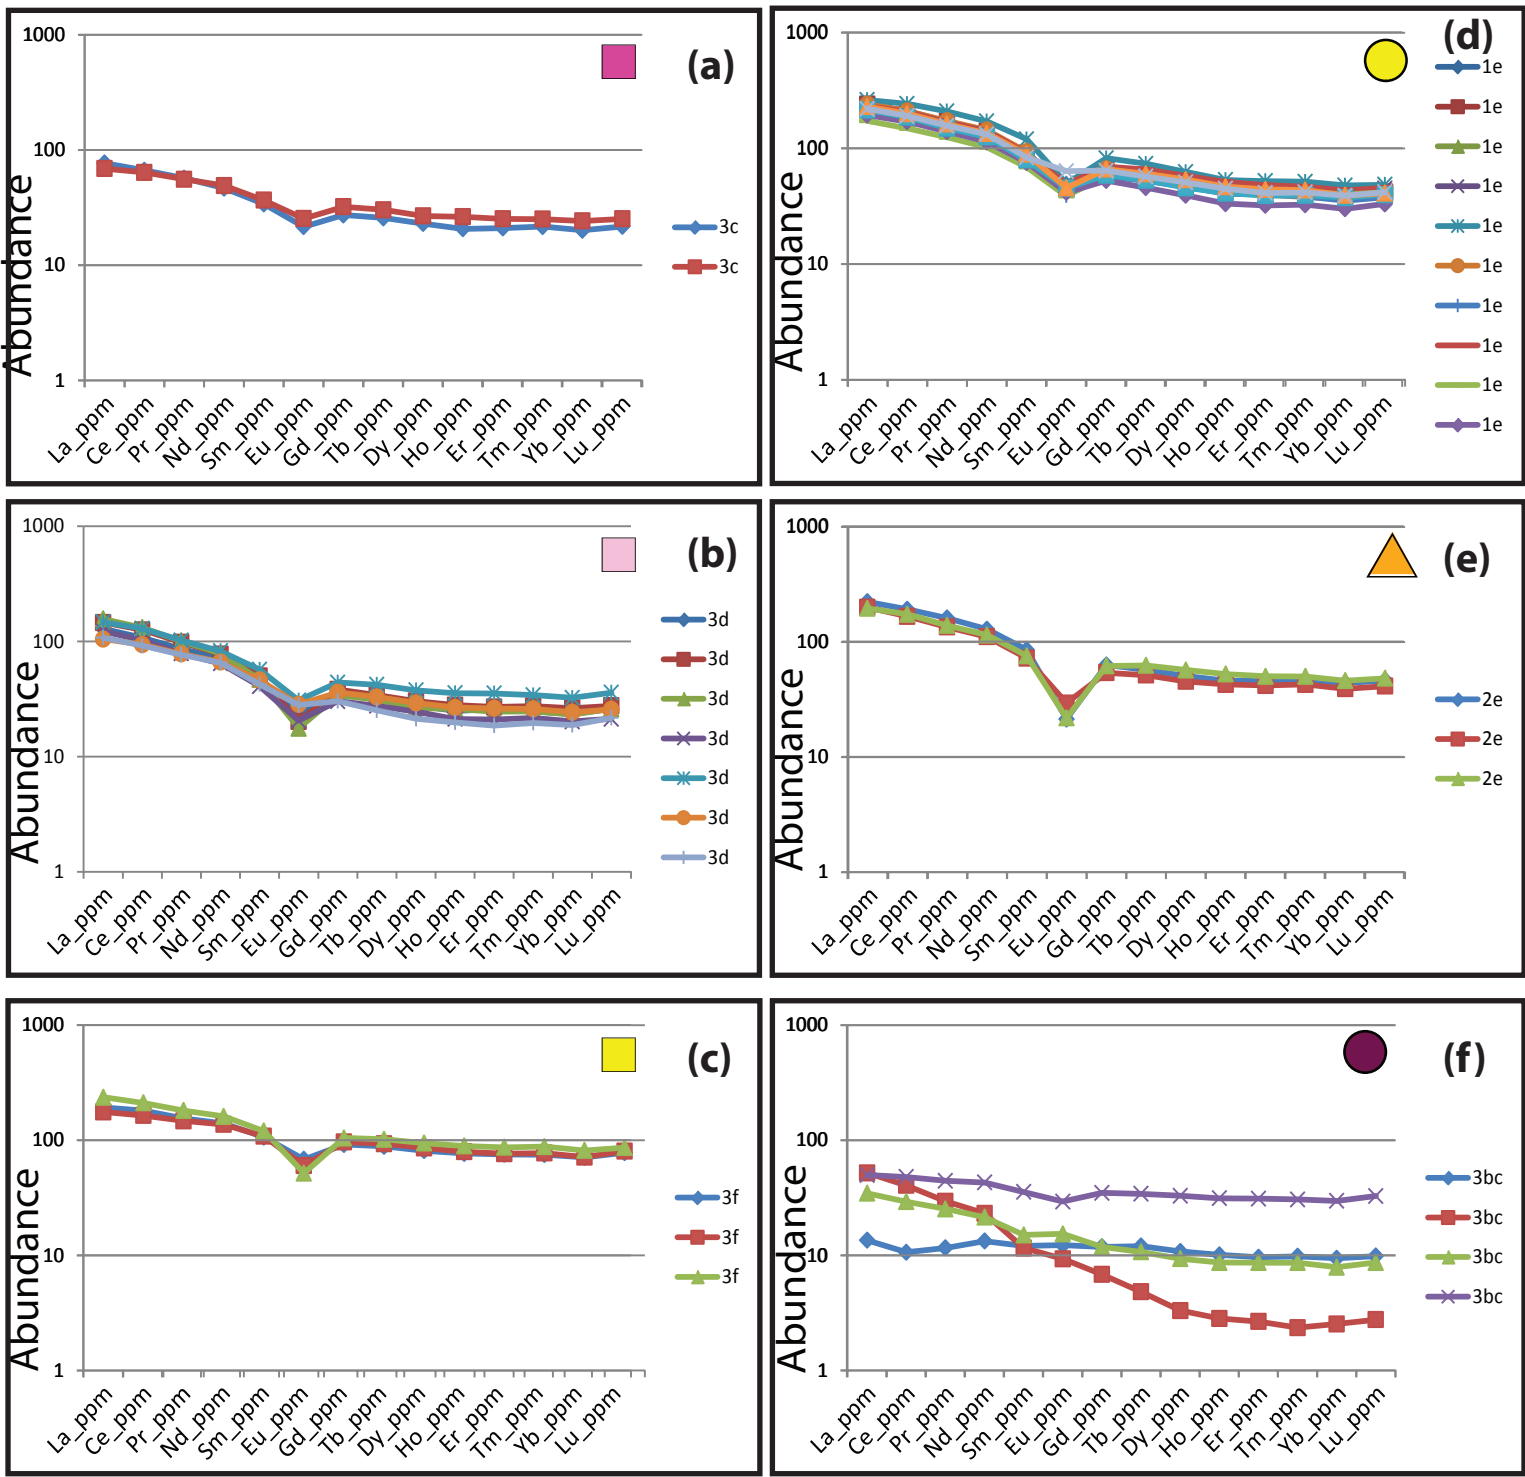 1000
100
10
1
Abundance
La_ppm
Ce_ppm
Pr_ppm
Nd_ppm
Sm_ppm
Eu_ppm
Gd_ppm
Tb_ppm
Dy_ppm
Ho_ppm
Er_ppm
Tm_ppm
Yb_ppm
Lu_ppm
(a)
3c
3c
1000
100
10
1
Abundance
La_ppm
Ce_ppm
Pr_ppm
Nd_ppm
Sm_ppm
Eu_ppm
Gd_ppm
Tb_ppm
Dy_ppm
Ho_ppm
Er_ppm
Tm_ppm
Yb_ppm
Lu_ppm
(d)
1e
1e
1e
1e
1e
1e
1e
1e
1e
1e
1000
100
10
1
Abundance
La_ppm
Ce_ppm
Pr_ppm
Nd_ppm
Sm_ppm
Eu_ppm
Gd_ppm
Tb_ppm
Dy_ppm
Ho_ppm
Er_ppm
Tm_ppm
Yb_ppm
Lu_ppm
(b)
3d
3d
3d
3d
3d
3d
3d
1000
100
10
1
Abundance
La_ppm
Ce_ppm
Pr_ppm
Nd_ppm
Sm_ppm
Eu_ppm
Gd_ppm
Tb_ppm
Dy_ppm
Ho_ppm
Er_ppm
Tm_ppm
Yb_ppm
Lu_ppm
(e)
2e
2e
2e
1000
100
10
1
Abundance
La_ppm
Ce_ppm
Pr_ppm
Nd_ppm
Sm_ppm
Eu_ppm
Gd_ppm
Tb_ppm
Dy_ppm
Ho_ppm
Er_ppm
Tm_ppm
Yb_ppm
Lu_ppm
(c)
3f
3f
3f
1000
100
10
1
Abundance
La_ppm
Ce_ppm
Pr_ppm
Nd_ppm
Sm_ppm
Eu_ppm
Gd_ppm
Tb_ppm
Dy_ppm
Ho_ppm
Er_ppm
Tm_ppm
Yb_ppm
Lu_ppm
(f)
3bc
3bc
3bc
3bc